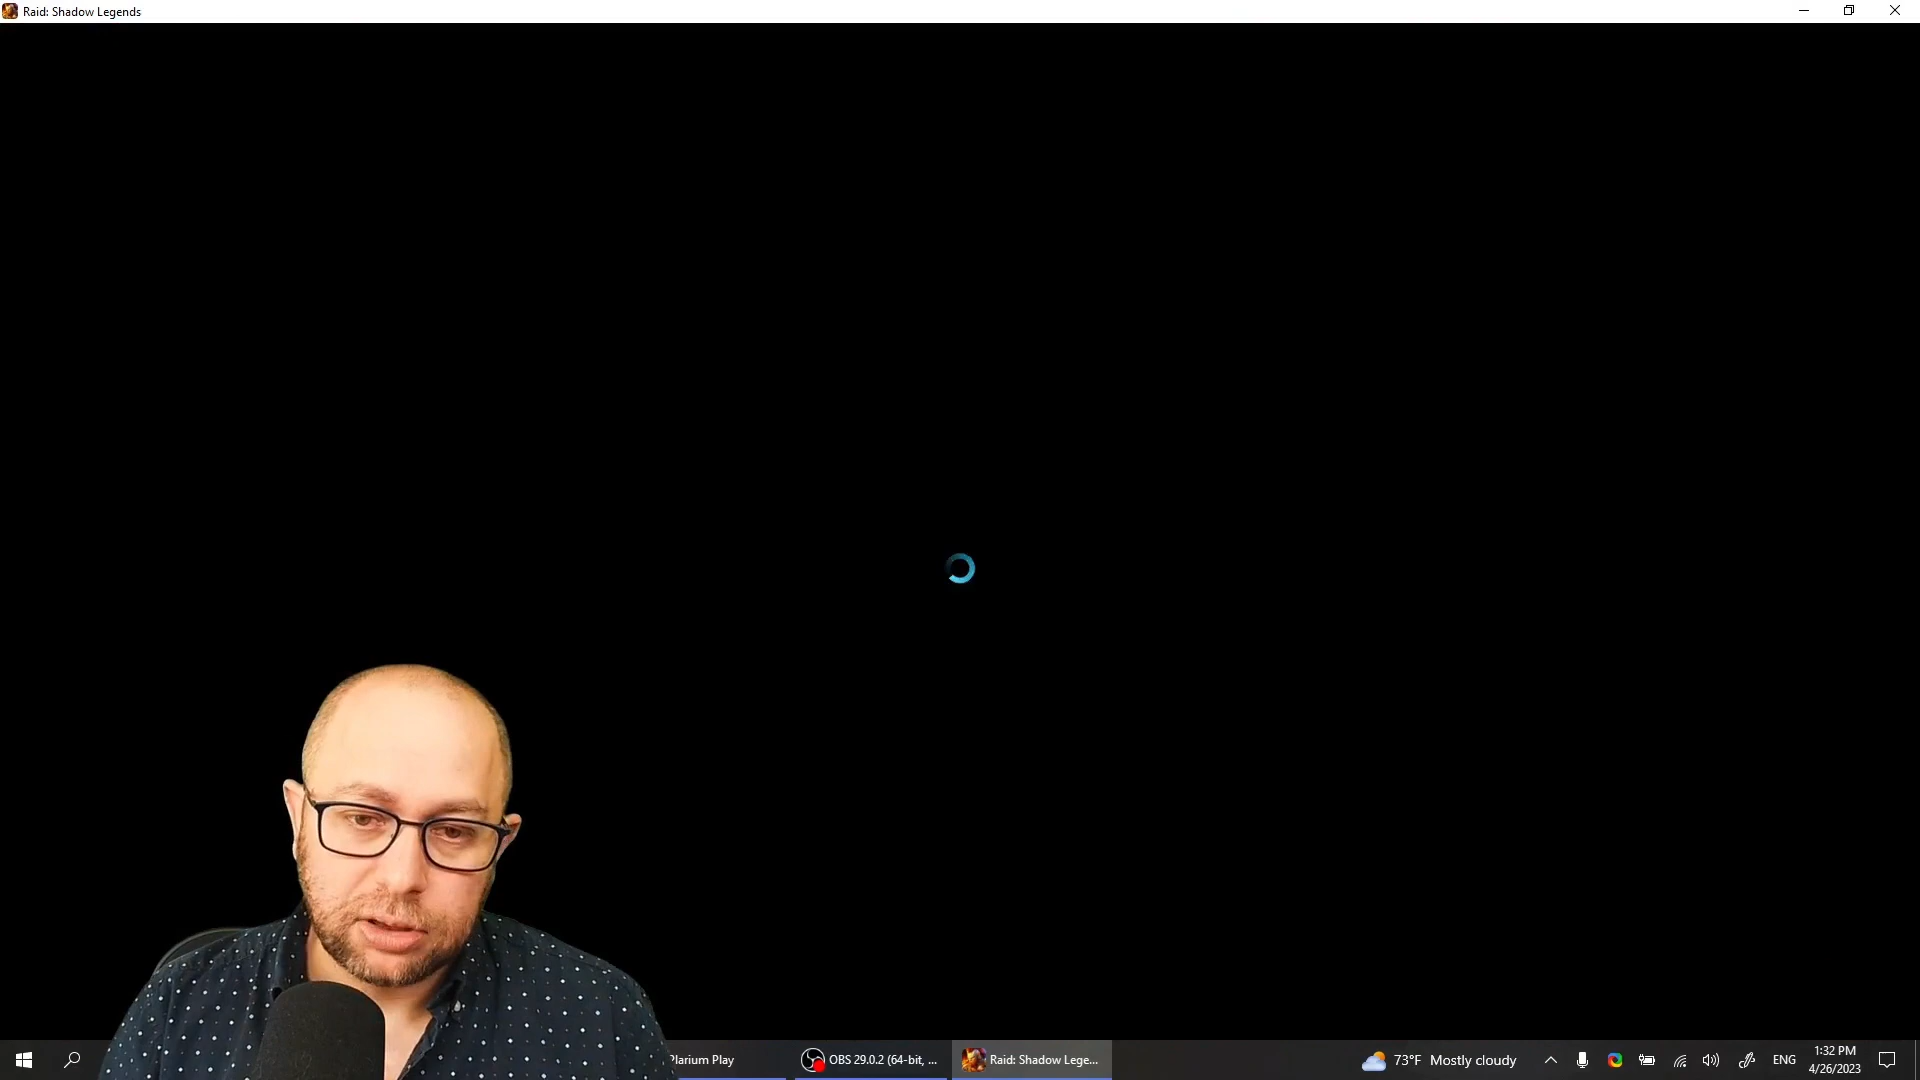 Raid: Shadow Legends
Plarium Play
OBS 29.0.2 (64-bit, ...
Raid: Shadow Lege...
73°F Mostly cloudy
ENG
1:32 PM
4/26/2023